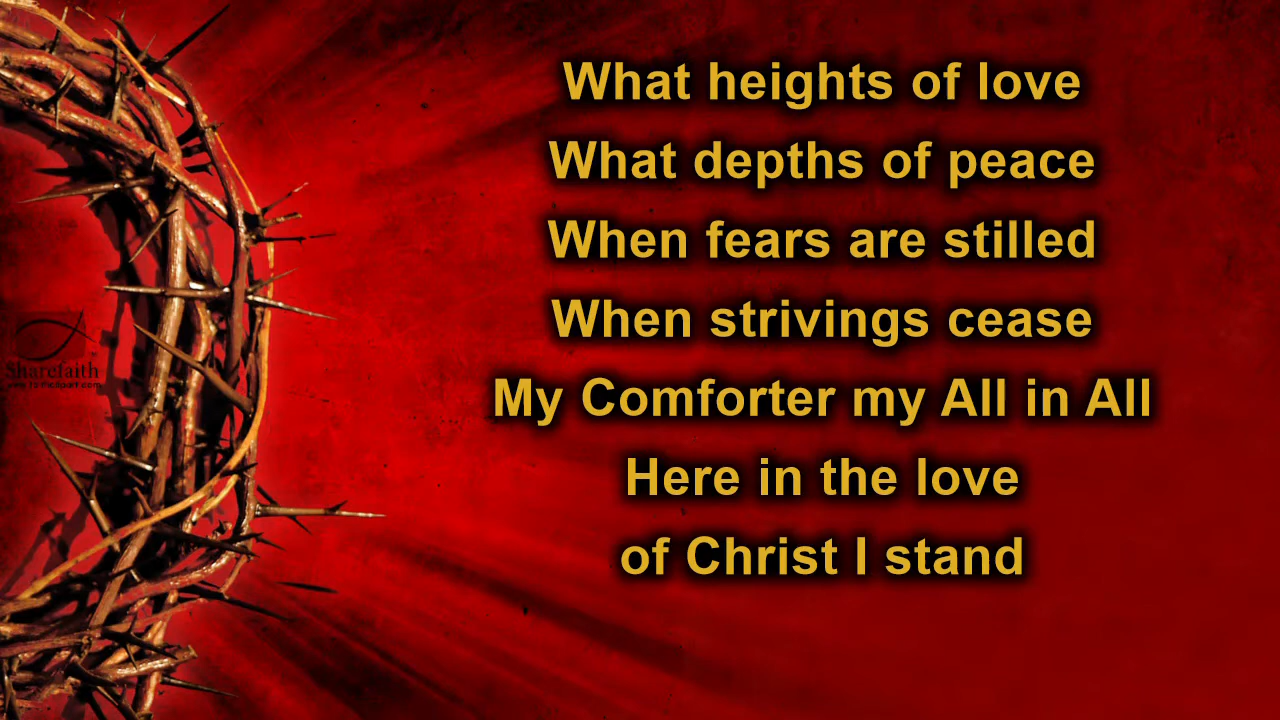 What heights of love
What depths of peace
When fears are stilled
When strivings cease
My Comforter my All in All
Here in the love
of Christ I stand
Sharefaith